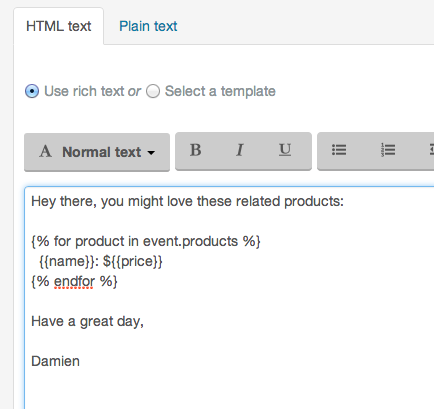 HTML text Plain text
Use rich text or Select a template
A Normal text B I U
Hey there, you might love these related products:
{% for product in event.products %}
{{name}}: ${{price}}
{% endfor %}
Have a great day,
Damien